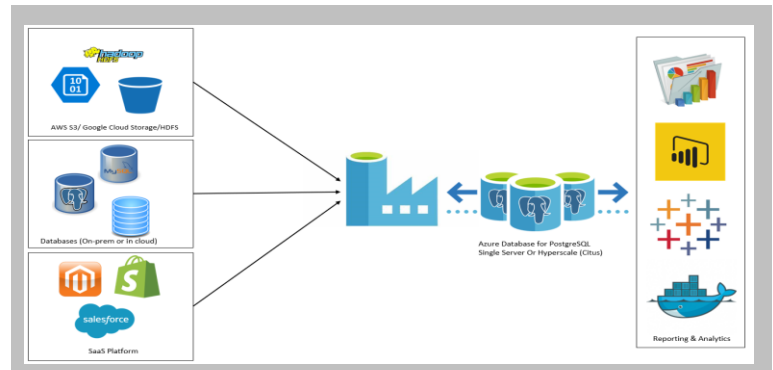 hadoop
HDFS
10
01
AWS S3/ Google Cloud Storage/HDFS
My
Databases (On-prem or in cloud)
salesforce
SaaS Platform
Azure Database for PostgreSQL
Single Server Or Hyperscale (Citus)
Reporting & Analytics